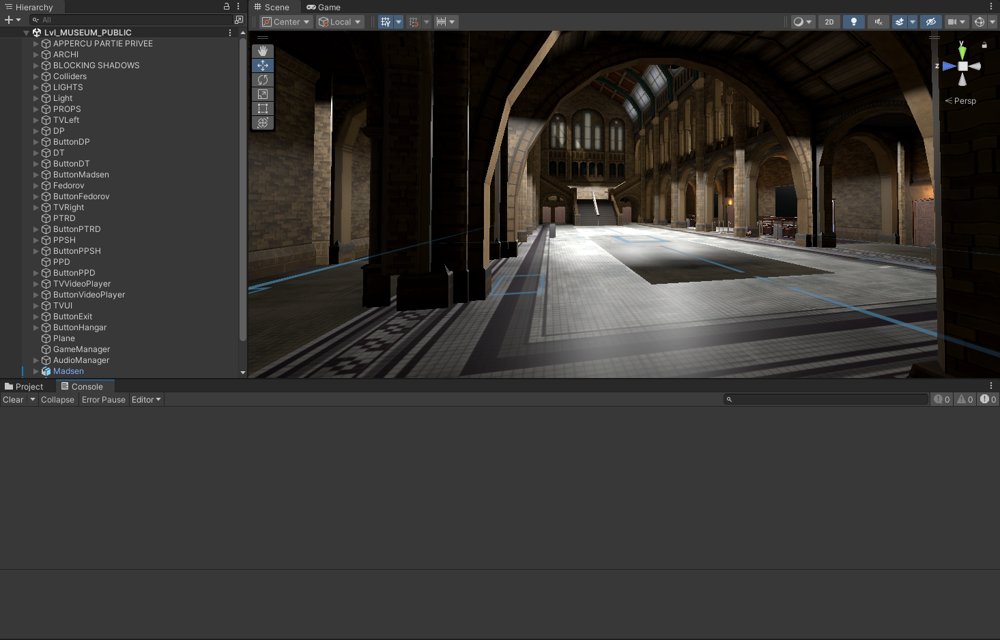 Hierarchy
All
Lvl_MUSEUM_PUBLIC
APPERCU PARTIE PRIVEE
ARCHI
BLOCKING SHADOWS
Colliders
LIGHTS
Light
PROPS
TVLeft
DP
ButtonDP
DT
ButtonDT
ButtonMadsen
Fedorov
ButtonFedorov
TVRight
PTRD
ButtonPTRD
PPSH
ButtonPPSH
PPD
ButtonPPD
TVVideoPlayer
ButtonVideoPlayer
TVUI
ButtonExit
ButtonHangar
Plane
GameManager
AudioManager
Madsen
Scene Game
Center Local 2D
y
z
Persp
Project Console
Clear Collapse Error Pause Editor 0 0 0